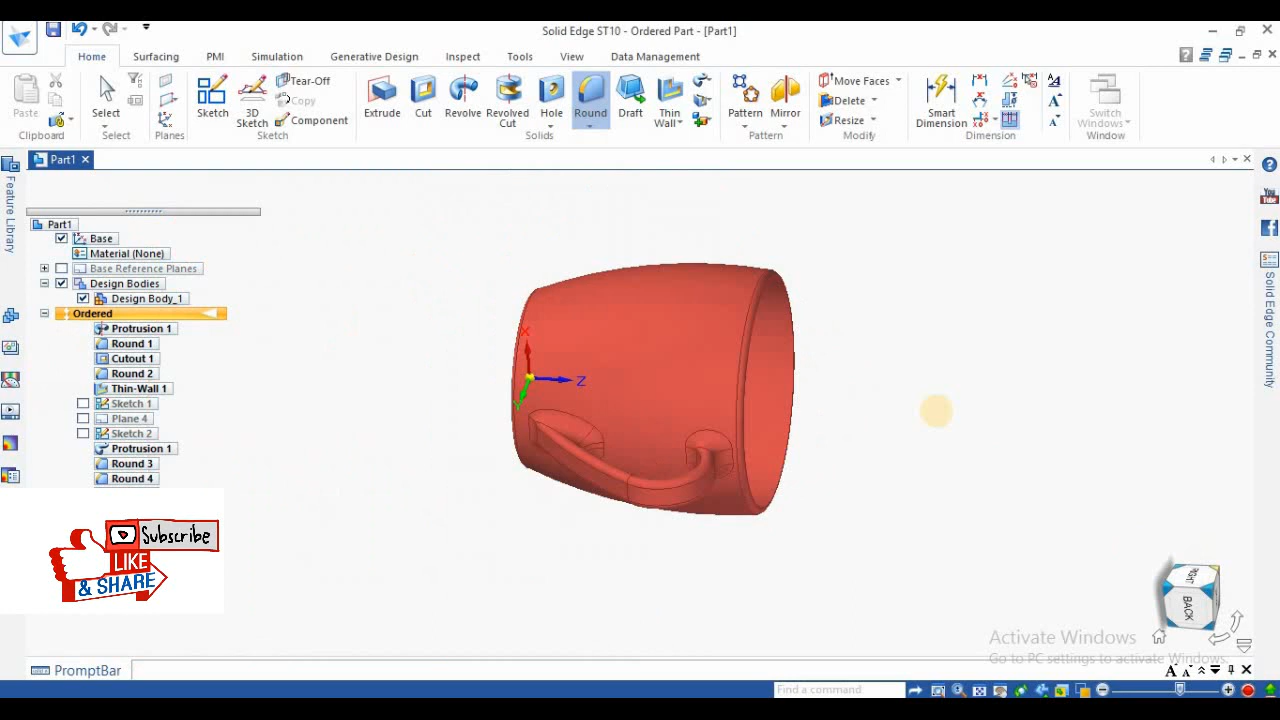 Solid Edge ST10 - Ordered Part - [Part1]
Home Surfacing PMI Simulation Generative Design Inspect Tools View Data Management
Paste
Clipboard
Select
Select
Planes
Sketch
3D Sketch
Tear-Off
Copy
Component
Sketch
Extrude
Cut
Revolve
Revolved Cut
Hole
Round
Draft
Thin Wall
Solids
Pattern
Mirror
Pattern
Move Faces
Delete
Resize
Modify
Smart Dimension
Dimension
Switch Windows
Window
Part1
Feature Library
Part1
Base
Material (None)
Base Reference Planes
Design Bodies
Design Body_1
Ordered
Protrusion 1
Round 1
Cutout 1
Round 2
Thin-Wall 1
Sketch 1
Plane 4
Sketch 2
Protrusion 1
Round 3
Round 4
Subscribe
LIKE
& SHARE
X
Z
Y
You Tube
Solid Edge Community
RIGHT
BACK
Activate Windows
Go to PC settings to activate Windows.
PromptBar
Find a command